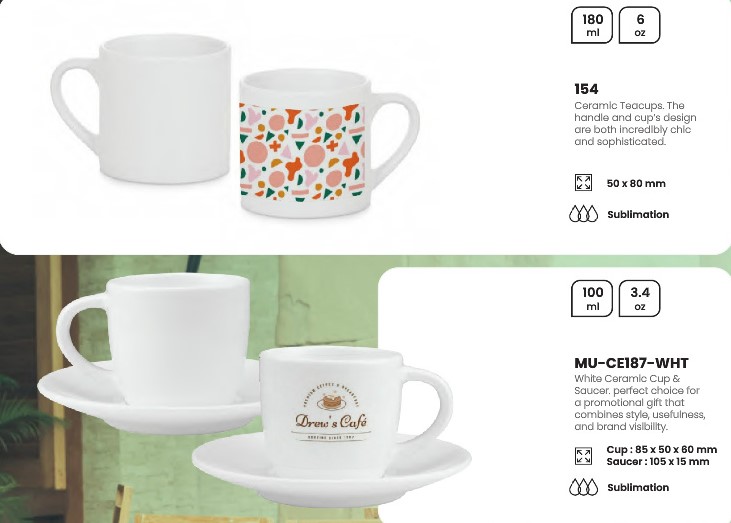 180 ml
6 oz
154
Ceramic Teacups. The
handle and cup's design
are both incredibly chic
and sophisticated.
50 x 80 mm
Sublimation
100 ml
3.4 oz
MU-CE187-WHT
White Ceramic Cup &
Saucer. perfect choice for
a promotional gift that
combines style, usefulness,
and brand visibility.
Cup : 85 x 50 x 60 mm
Saucer : 105 x 15 mm
Sublimation
Drew's Café